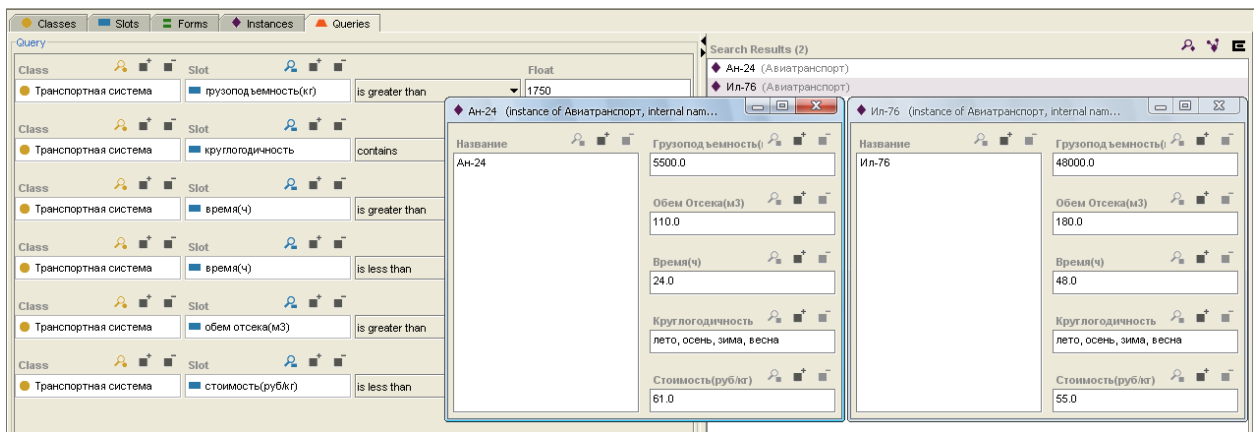 Classes Slots Forms Instances Queries
Query
Class Slot Float
Транспортная система грузоподъемность(кг) is greater than 1750
Class Slot
Транспортная система круглогодичность contains
Class Slot
Транспортная система время(ч) is greater than
Class Slot
Транспортная система время(ч) is less than
Class Slot
Транспортная система обем отсека(м3) is greater than
Class Slot
Транспортная система стоимость(руб/кг) is less than
Search Results (2)
Ан-24 (Авиатранспорт)
Ил-76 (Авиатранспорт)
Ан-24 (instance of Авиатранспорт, internal nam...
Название
Ан-24
Грузоподъемность(
5500.0
Обем Отсека(м3)
110.0
Время(ч)
24.0
Круглогодичность
лето, осень, зима, весна
Стоимость(руб/кг)
61.0
Ил-76 (instance of Авиатранспорт, internal nam...
Название
Ил-76
Грузоподъемность(
48000.0
Обем Отсека(м3)
180.0
Время(ч)
48.0
Круглогодичность
лето, осень, зима, весна
Стоимость(руб/кг)
55.0